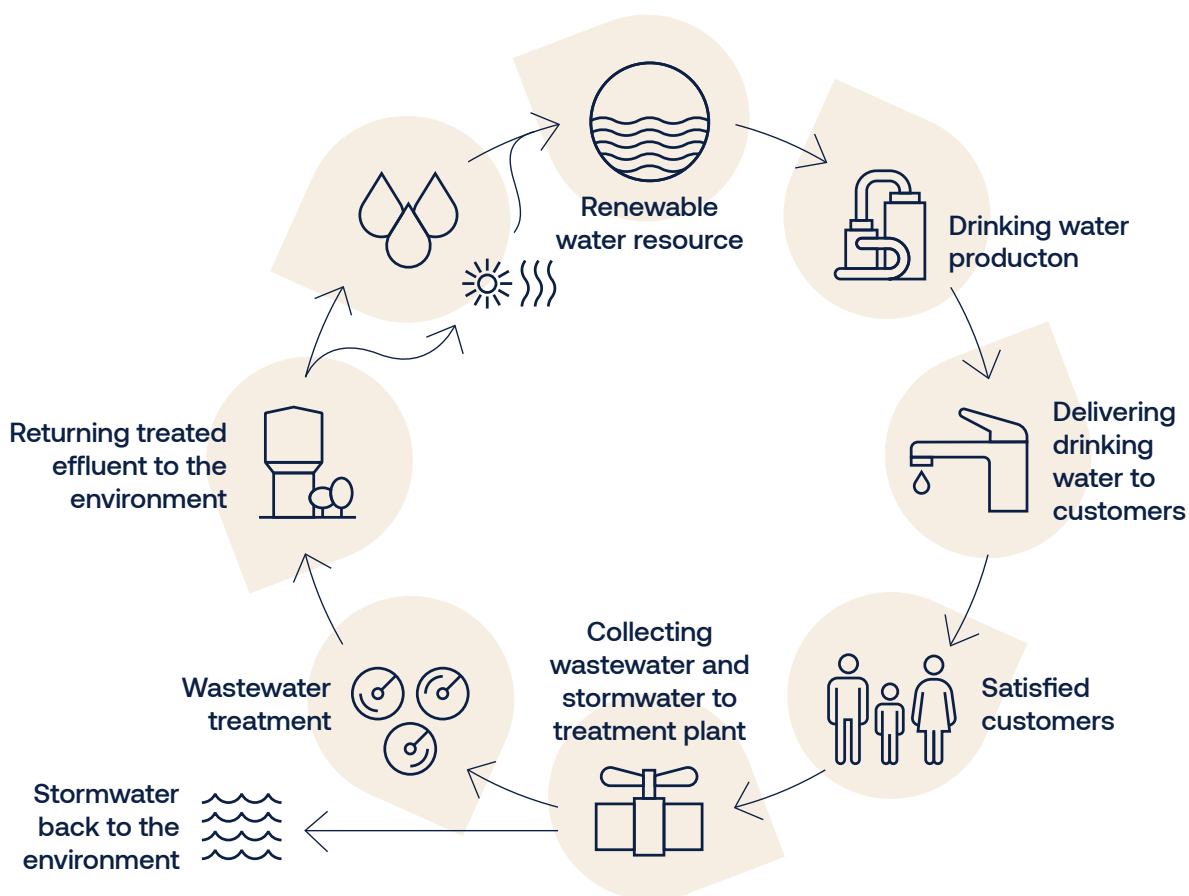 Renewable
water resource
Drinking water
producton
Delivering
drinking
water to
customers
Satisfied
customers
Collecting
wastewater and
stormwater to
treatment plant
Wastewater
treatment
Stormwater
back to the
environment
Returning treated
effluent to the
environment